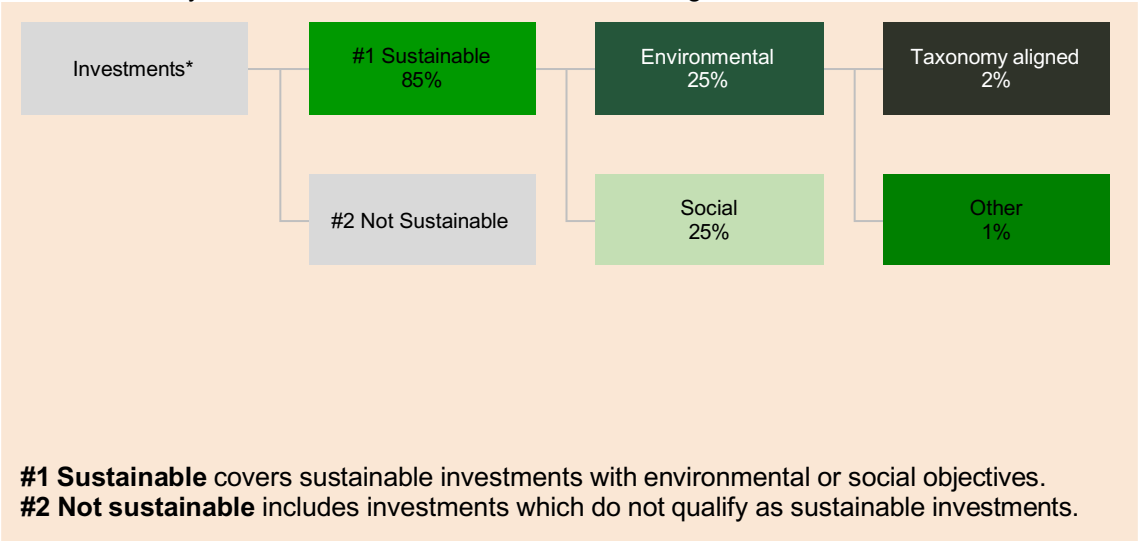 Investments*
#1 Sustainable
85%
Environmental
25%
Taxonomy aligned
2%
#2 Not Sustainable
Social
25%
Other
1%
#1 Sustainable covers sustainable investments with environmental or social objectives.
#2 Not sustainable includes investments which do not qualify as sustainable investments.